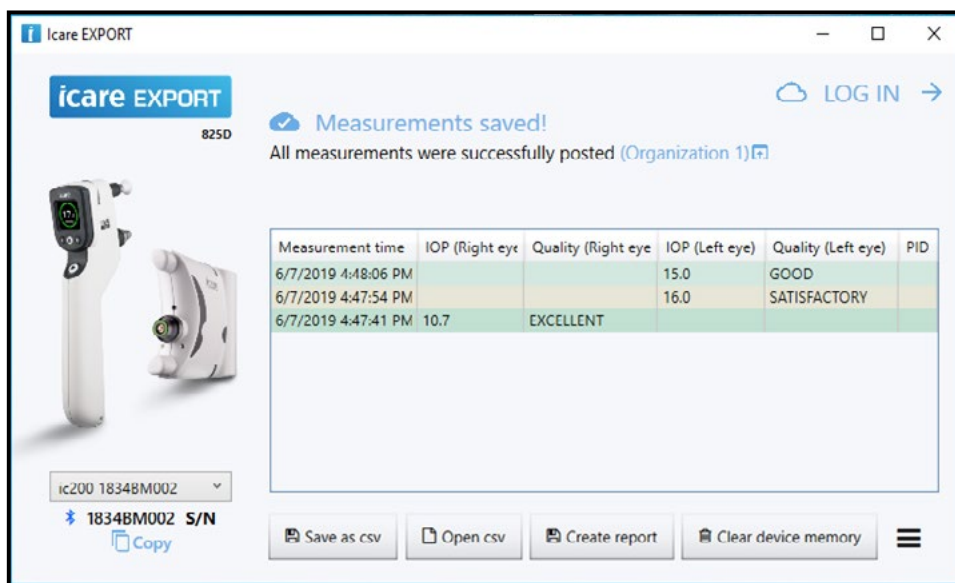 Icare EXPORT
icare EXPORT
825D
LOG IN
Measurements saved!
All measurements were successfully posted (Organization 1)
Measurement time IOP (Right eye Quality (Right eye IOP (Left eye) Quality (Left eye) PID
6/7/2019 4:48:06 PM 15.0 GOOD
6/7/2019 4:47:54 PM 16.0 SATISFACTORY
6/7/2019 4:47:41 PM 10.7 EXCELLENT
ic200 1834BM002
1834BM002 S/N
Copy
Save as csv Open csv Create report Clear device memory